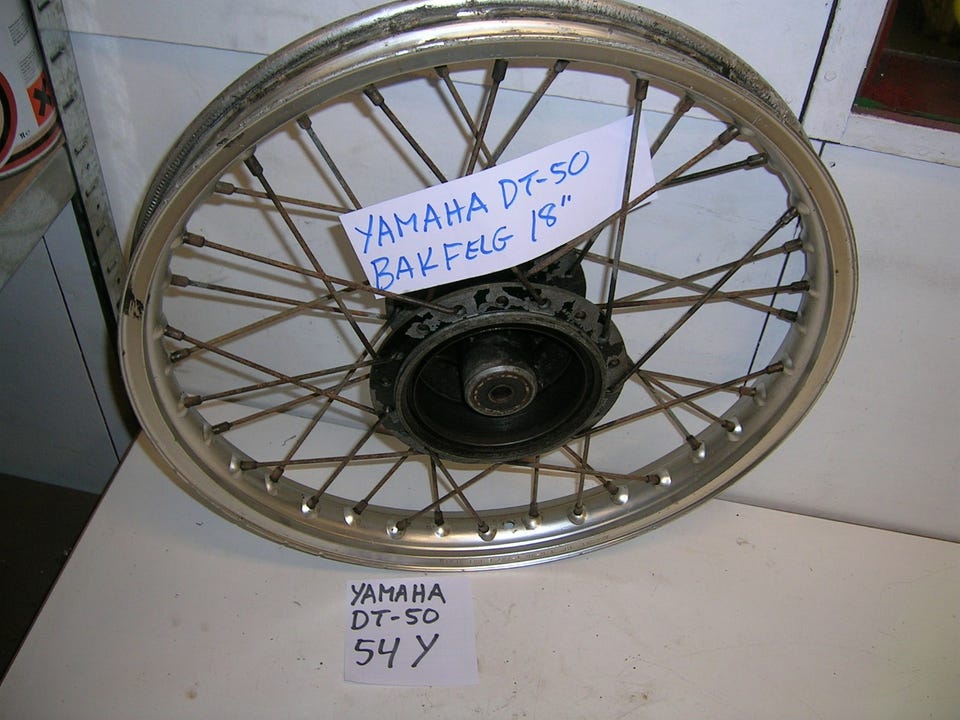 YAMAHA DT-50
BAKFELG 18"
YAMAHA
DT-50
54Y